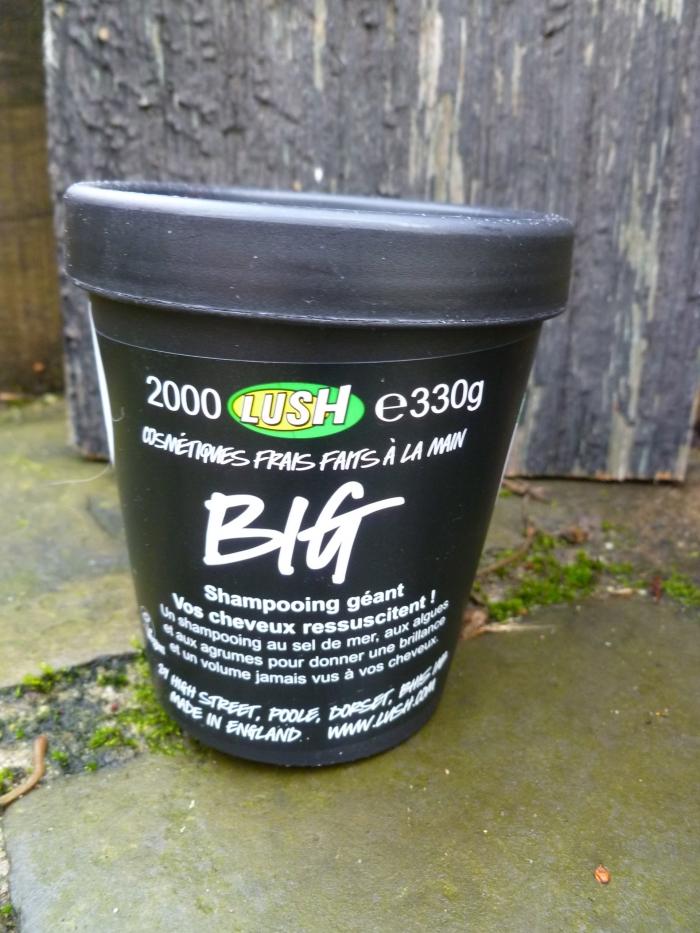 2000 LUSH e330g
COSMÉTIQUES FRAIS FAITS À LA MAIN
BIG
Shampooing géant
Vos cheveux ressuscitent !
Un shampooing au sel de mer, aux algues
et aux agrumes pour donner une brillance
et un volume jamais vus à vos cheveux.
29 HIGH STREET, POOLE, DORSET, BH15
MADE IN ENGLAND. WWW.LUSH.COM